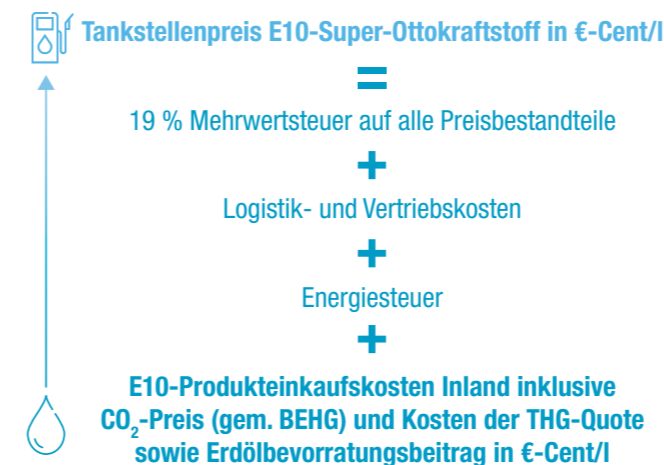 Tankstellenpreis E10-Super-Ottokraftstoff in €-Cent/l
=
19 % Mehrwertsteuer auf alle Preisbestandteile
+
Logistik- und Vertriebskosten
+
Energiesteuer
+
E10-Produkteinkaufskosten Inland inklusive
CO₂-Preis (gem. BEHG) und Kosten der THG-Quote
sowie Erdölbevorratungsbeitrag in €-Cent/l